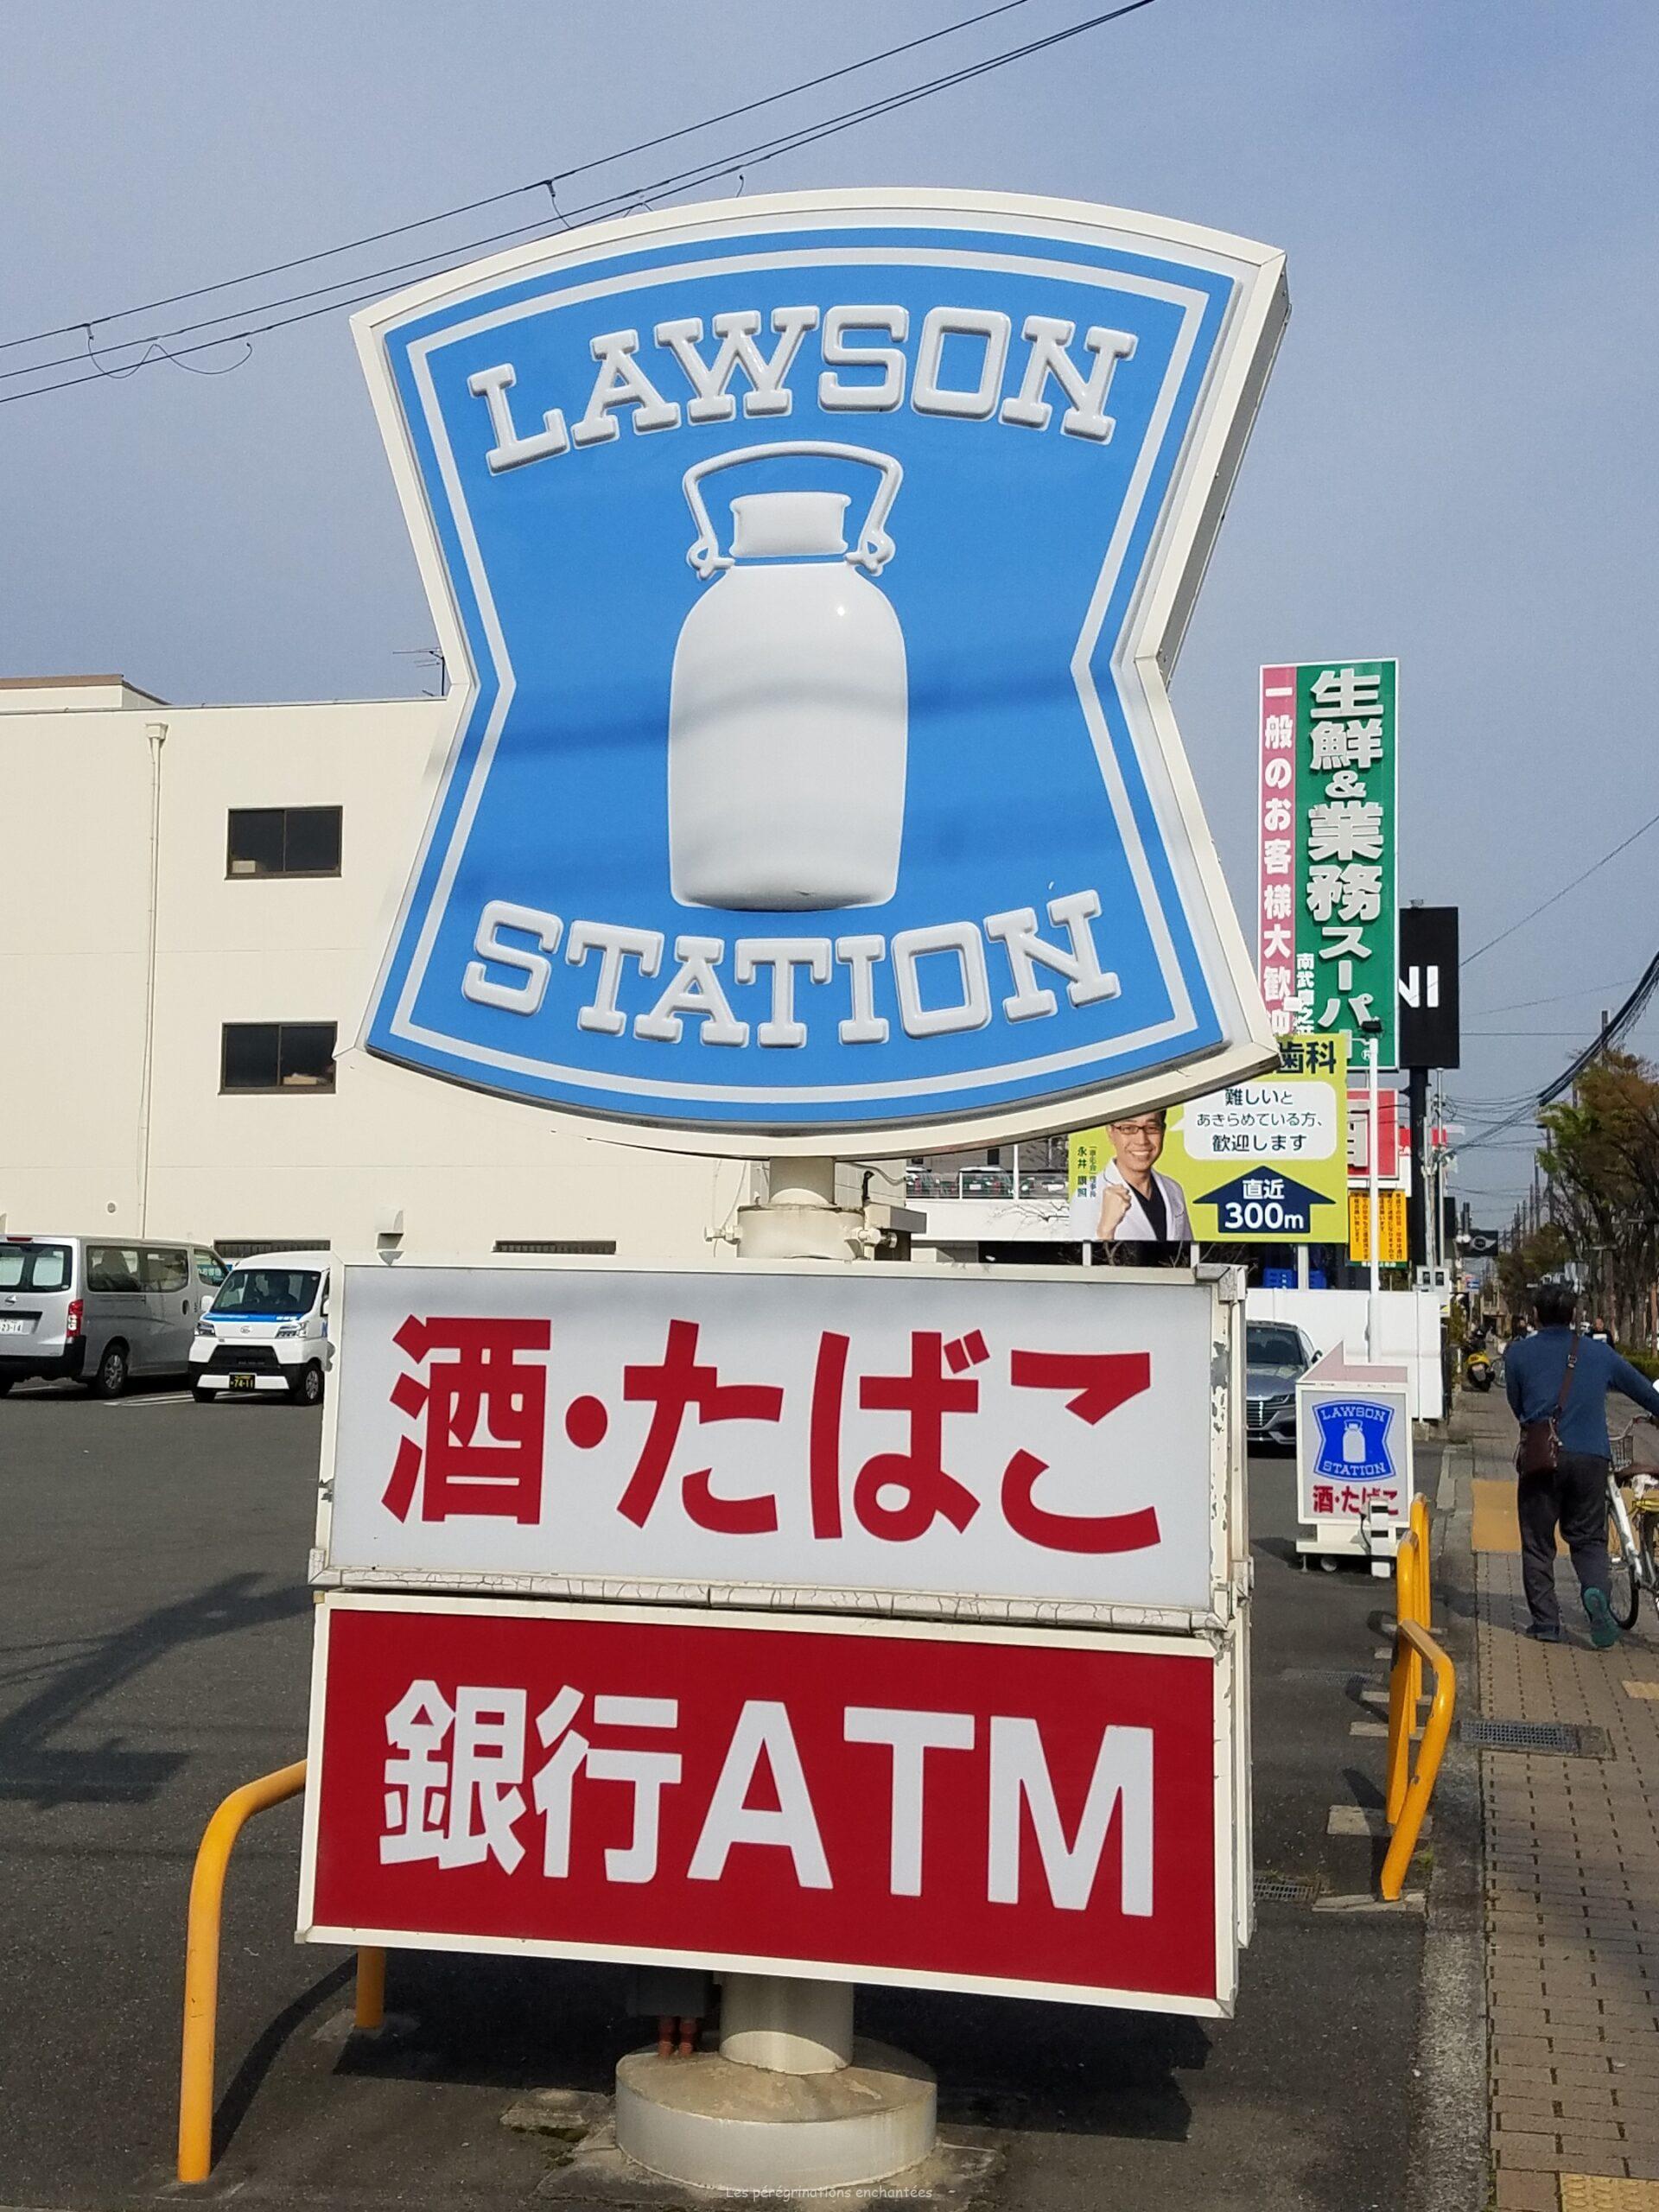 LAWSON
STATION
酒・たばこ
銀行ATM
生鮮&業務スーパー
一般のお客様大歓迎
NI
歯科
難しいと
あきらめている方、
歓迎します
直近
300m
LAWSON
STATION
酒・たばこ
Les pérégrinations enchantées